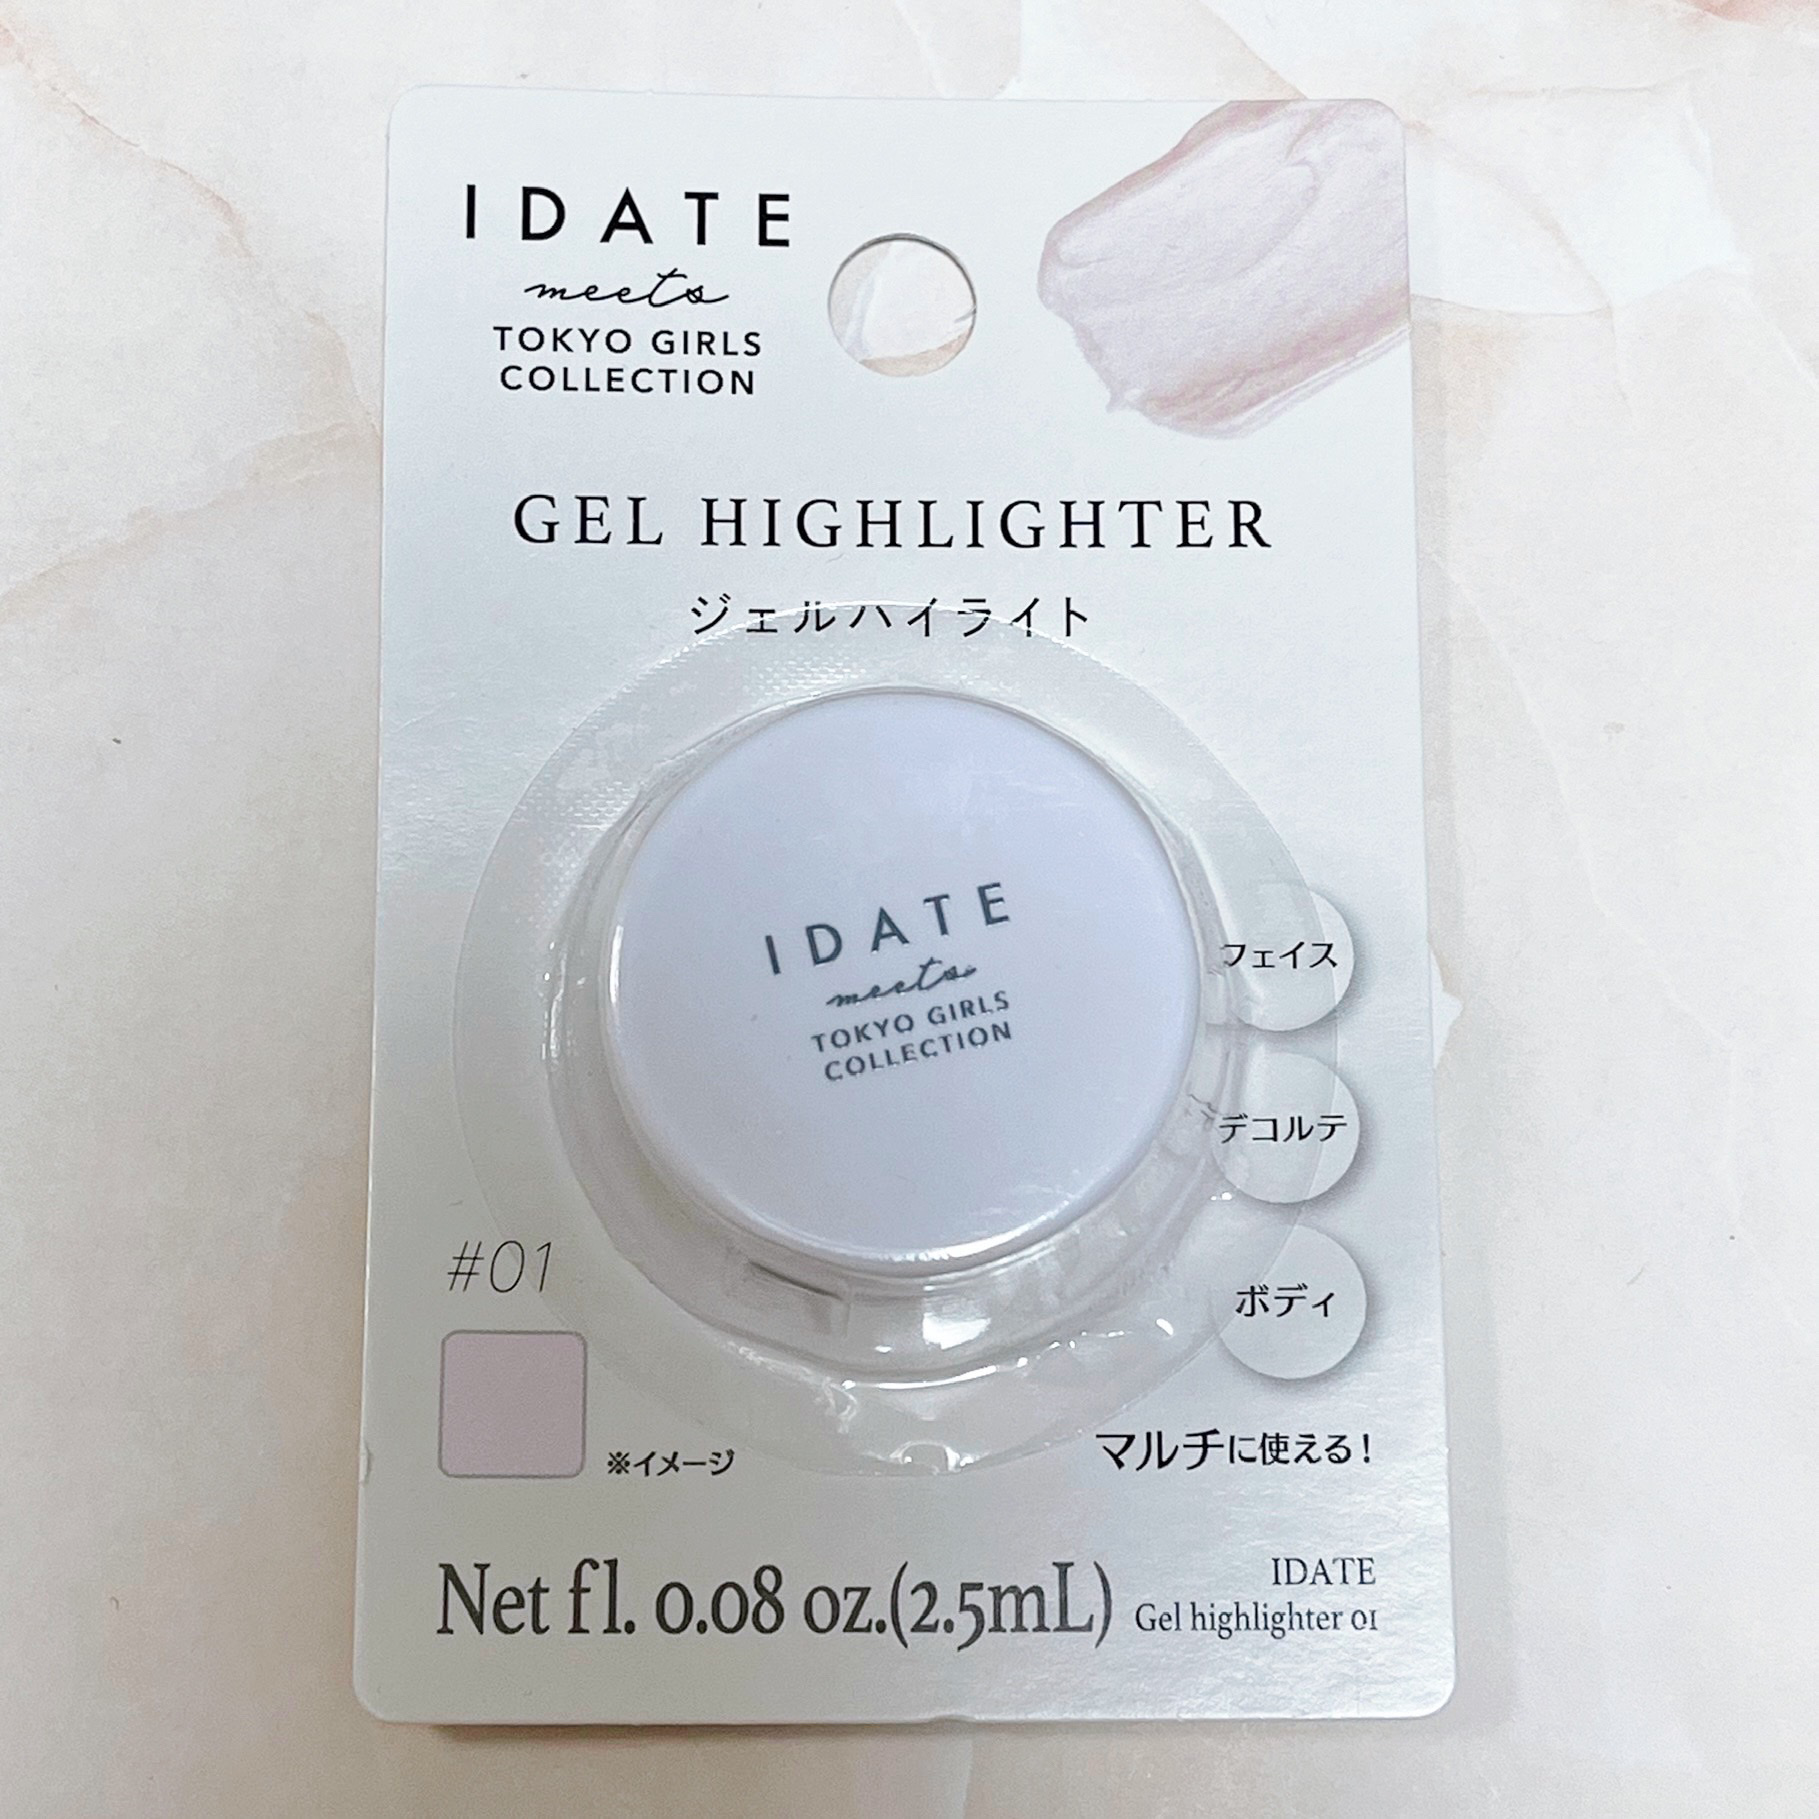 IDATE
meets
TOKYO GIRLS
COLLECTION
GEL HIGHLIGHTER
ジェルハイライト
IDATE
meets
TOKYO GIRLS
COLLECTION
フェイス
デコルテ
ボディ
マルチに使える!
#01
※イメージ
Net fl. 0.08 oz.(2.5mL)
IDATE
Gel highlighter 01